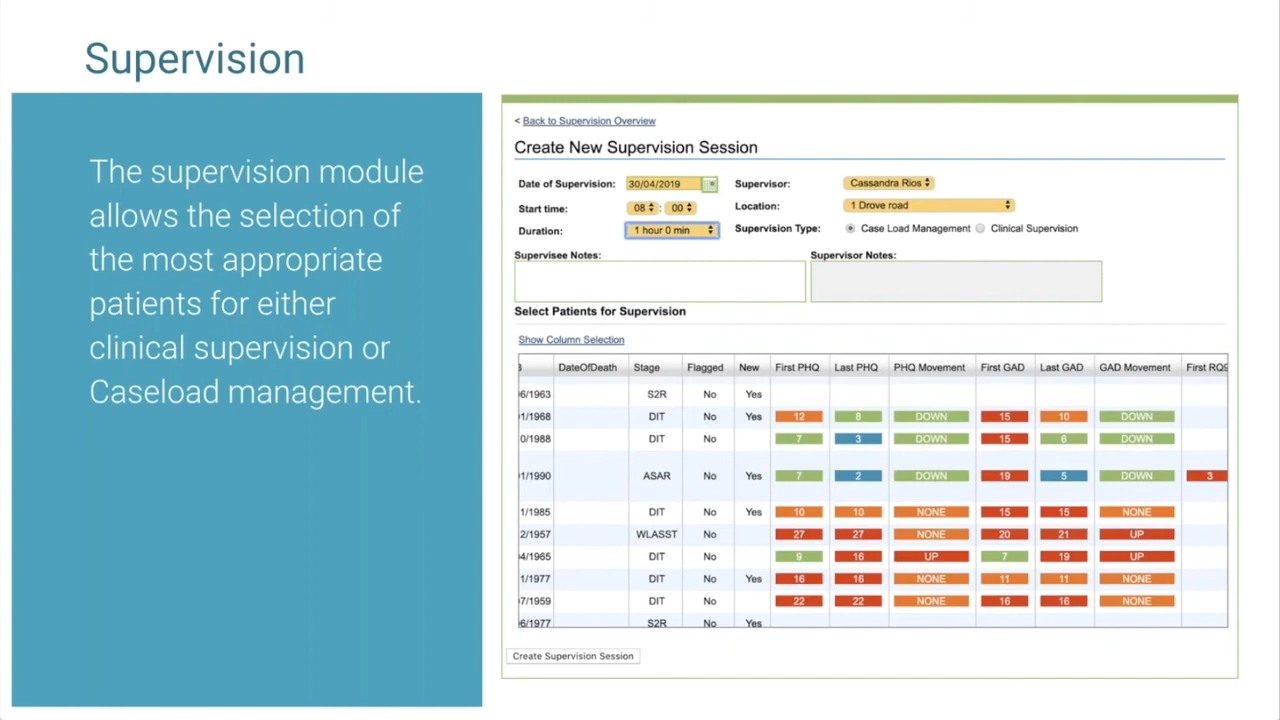 Supervision
The supervision module
allows the selection of
the most appropriate
patients for either
clinical supervision or
Caseload management.
< Back to Supervision Overview
Create New Supervision Session
Date of Supervision: 30/04/2019 Supervisor: Cassandra Rios
Start time: 08 : 00 Location: 1 Drove road
Duration: 1 hour 0 min Supervision Type: Case Load Management Clinical Supervision
Supervisee Notes: Supervisor Notes:
Select Patients for Supervision
Show Column Selection
DateOfDeath Stage Flagged New First PHQ Last PHQ PHQ Movement First GAD Last GAD GAD Movement First RQ9
6/1963 S2R No Yes
1/1968 DIT No Yes 12 8 DOWN 15 10 DOWN
0/1988 DIT No 7 3 DOWN 15 6 DOWN
1/1990 ASAR No Yes 7 2 DOWN 19 5 DOWN 3
1/1985 DIT No Yes 10 10 NONE 15 15 NONE
2/1957 WLASST No 27 27 NONE 20 21 UP
4/1965 DIT No 9 16 UP 7 19 UP
1/1977 DIT No Yes 16 16 NONE 11 11 NONE
7/1959 DIT No 22 22 NONE 16 16 NONE
6/1977 S2R No Yes
Create Supervision Session